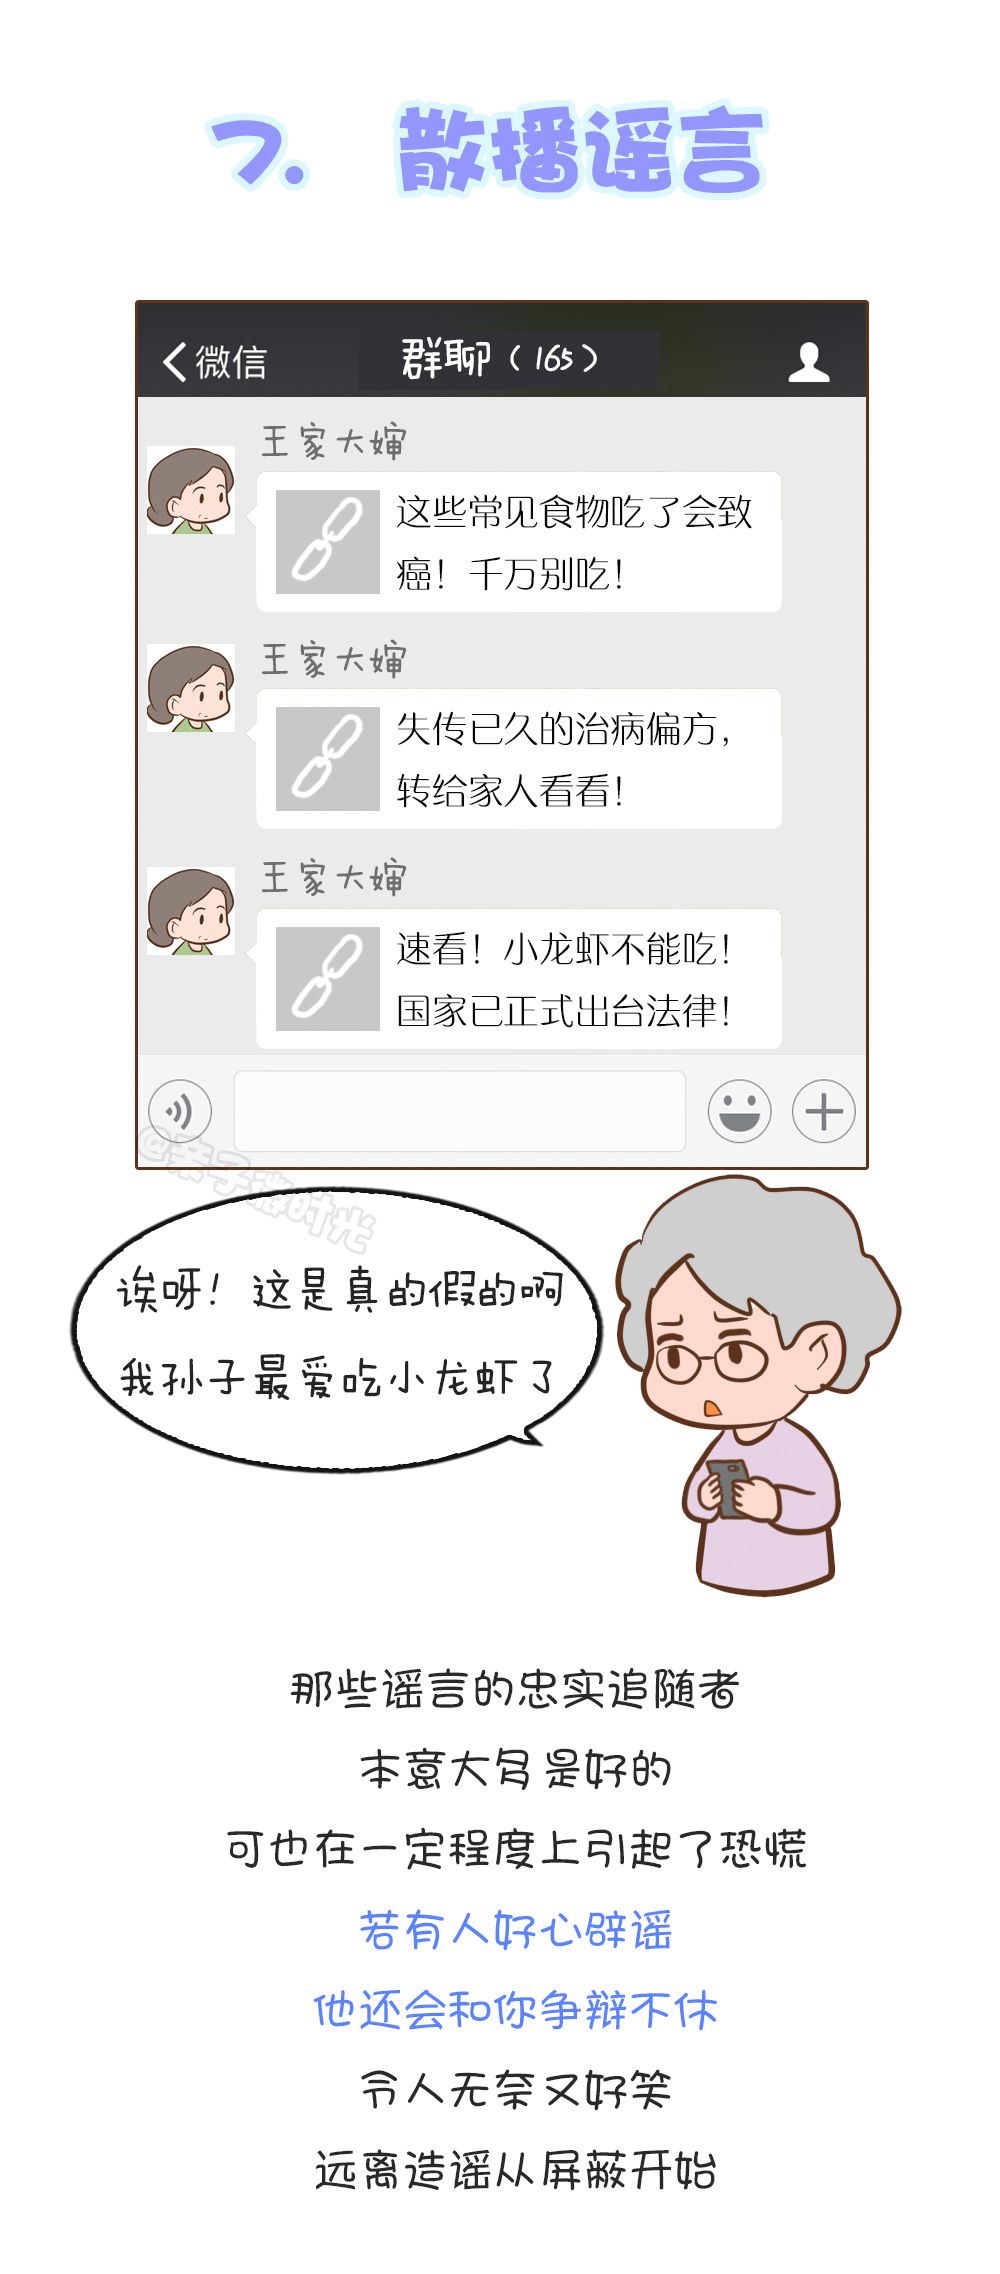 7. 散播谣言
微信
群聊（165）
王家大婶
这些常见食物吃了会致
癌！千万别吃！
王家大婶
失传已久的治病偏方，
转给家人看看！
王家大婶
速看！小龙虾不能吃！
国家已正式出台法律！
@亲子微时光
诶呀！这是真的假的啊
我孙子最爱吃小龙虾了
那些谣言的忠实追随者
本意大多是好的
可也在一定程度上引起了恐慌
若有人好心辟谣
他还会和你争辩不休
令人无奈又好笑
远离造谣从屏蔽开始